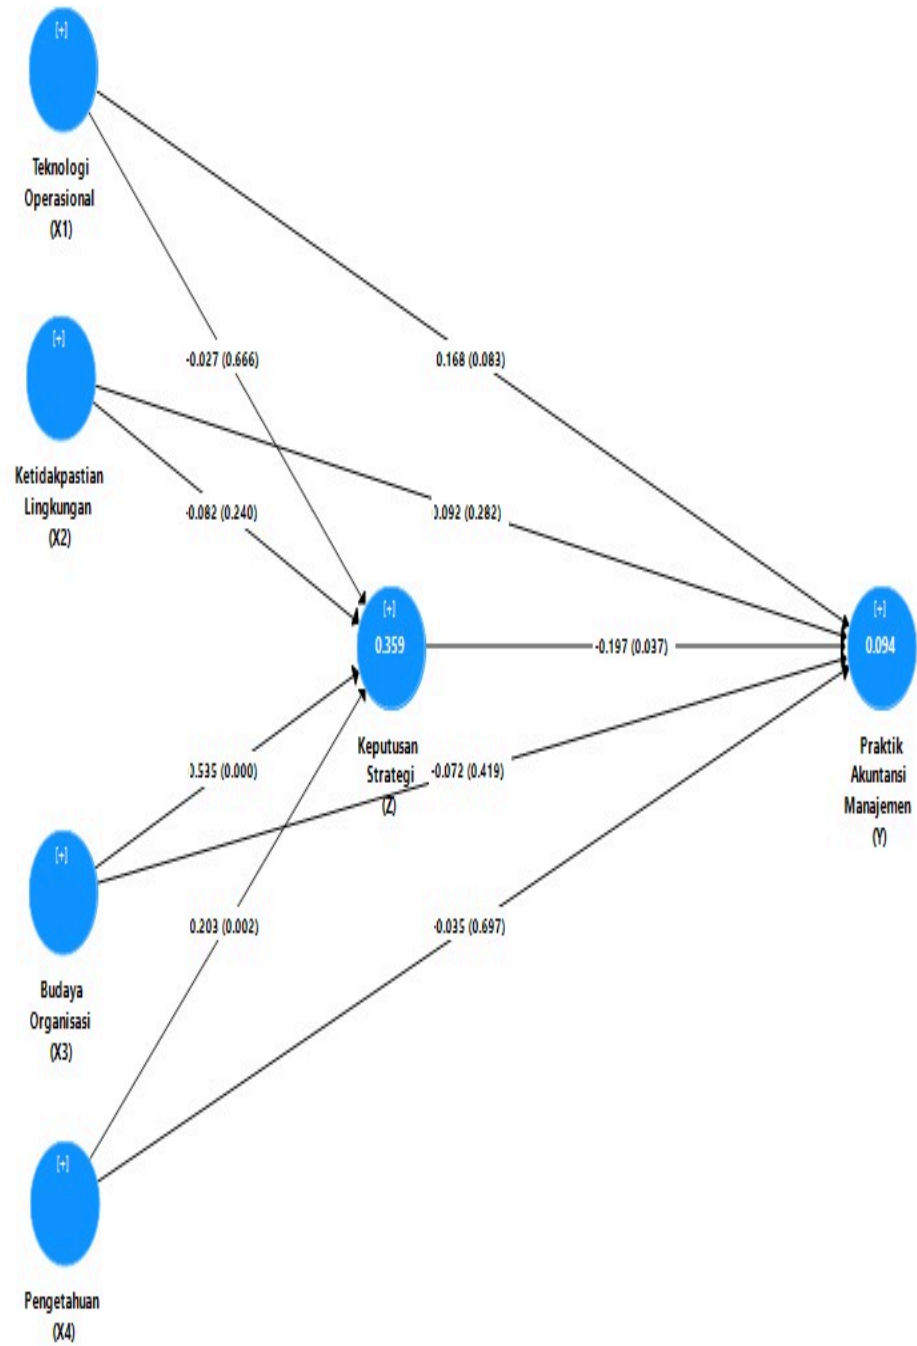 [+]
Teknologi
Operasional
(X1)
-0.027 (0.666)
0.168 (0.083)
[+]
Ketidakpastian
Lingkungan
(X2)
-0.082 (0.240)
0.092 (0.282)
[+]
0.359
-0.197 (0.037)
[+]
0.094
Keputusan
Strategi
(Z)
Praktik
Akuntansi
Manajemen
(Y)
0.535 (0.000)
-0.072 (0.419)
[+]
Budaya
Organisasi
(X3)
0.203 (0.002)
-0.035 (0.697)
[+]
Pengetahuan
(X4)